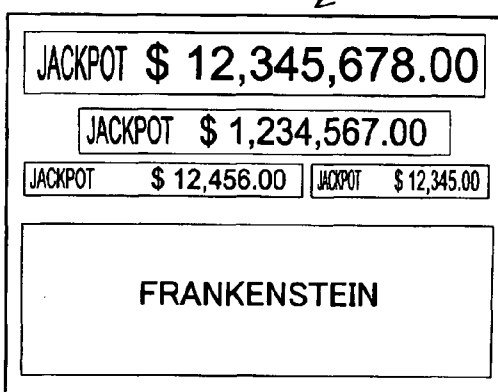 JACKPOT $ 12,345,678.00
JACKPOT $ 1,234,567.00
JACKPOT $ 12,456.00 JACKPOT $ 12,345.00
FRANKENSTEIN